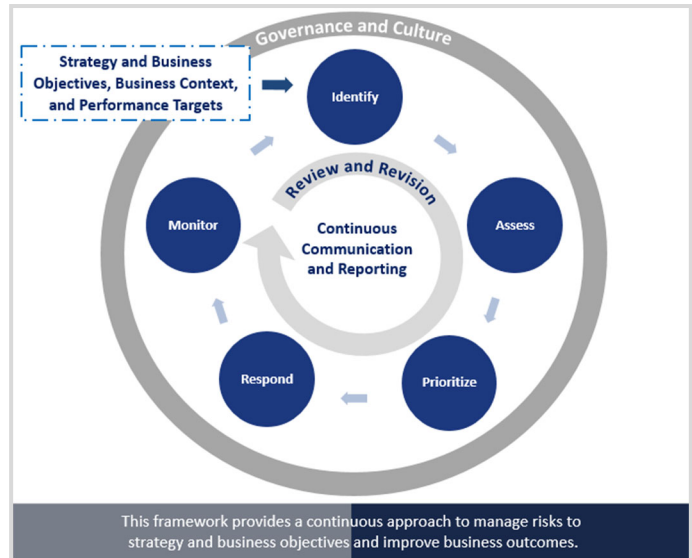 Governance and Culture
Strategy and Business
Objectives, Business Context,
and Performance Targets
Identify
Review and Revision
Monitor
Assess
Continuous
Communication
and Reporting
Respond
Prioritize
This framework provides a continuous approach to manage risks to
strategy and business objectives and improve business outcomes.